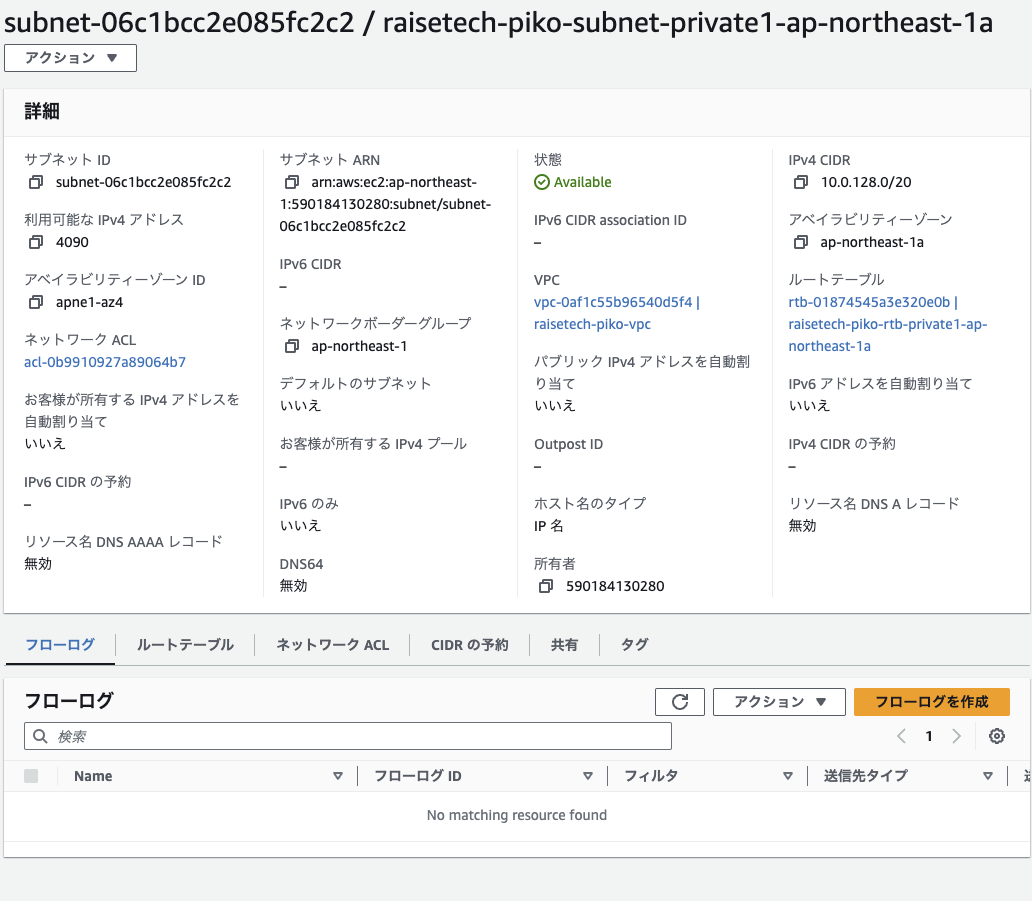 subnet-06c1bcc2e085fc2c2 / raisetech-piko-subnet-private1-ap-northeast-1a
アクション ▼
詳細
サブネット ID
subnet-06c1bcc2e085fc2c2
利用可能な IPv4 アドレス
4090
アベイラビリティーゾーン ID
apne1-az4
ネットワーク ACL
acl-0b9910927a89064b7
お客様が所有する IPv4 アドレスを
自動割り当て
いいえ
IPv6 CIDR の予約
–
リソース名 DNS AAAA レコード
無効
サブネット ARN
arn:aws:ec2:ap-northeast-
1:590184130280:subnet/subnet-
06c1bcc2e085fc2c2
IPv6 CIDR
–
ネットワークボーダーグループ
ap-northeast-1
デフォルトのサブネット
いいえ
お客様が所有する IPv4 プール
–
IPv6 のみ
いいえ
DNS64
無効
状態
Available
IPv6 CIDR association ID
–
VPC
vpc-0af1c55b96540d5f4 |
raisetech-piko-vpc
パブリック IPv4 アドレスを自動割
り当て
いいえ
Outpost ID
–
ホスト名のタイプ
IP 名
所有者
590184130280
IPv4 CIDR
10.0.128.0/20
アベイラビリティーゾーン
ap-northeast-1a
ルートテーブル
rtb-01874545a3e320e0b |
raisetech-piko-rtb-private1-ap-
northeast-1a
IPv6 アドレスを自動割り当て
いいえ
IPv4 CIDR の予約
–
リソース名 DNS A レコード
無効
フローログ ルートテーブル ネットワーク ACL CIDR の予約 共有 タグ
フローログ アクション ▼ フローログを作成
検索 1
Name フローログ ID フィルタ 送信先タイプ
No matching resource found